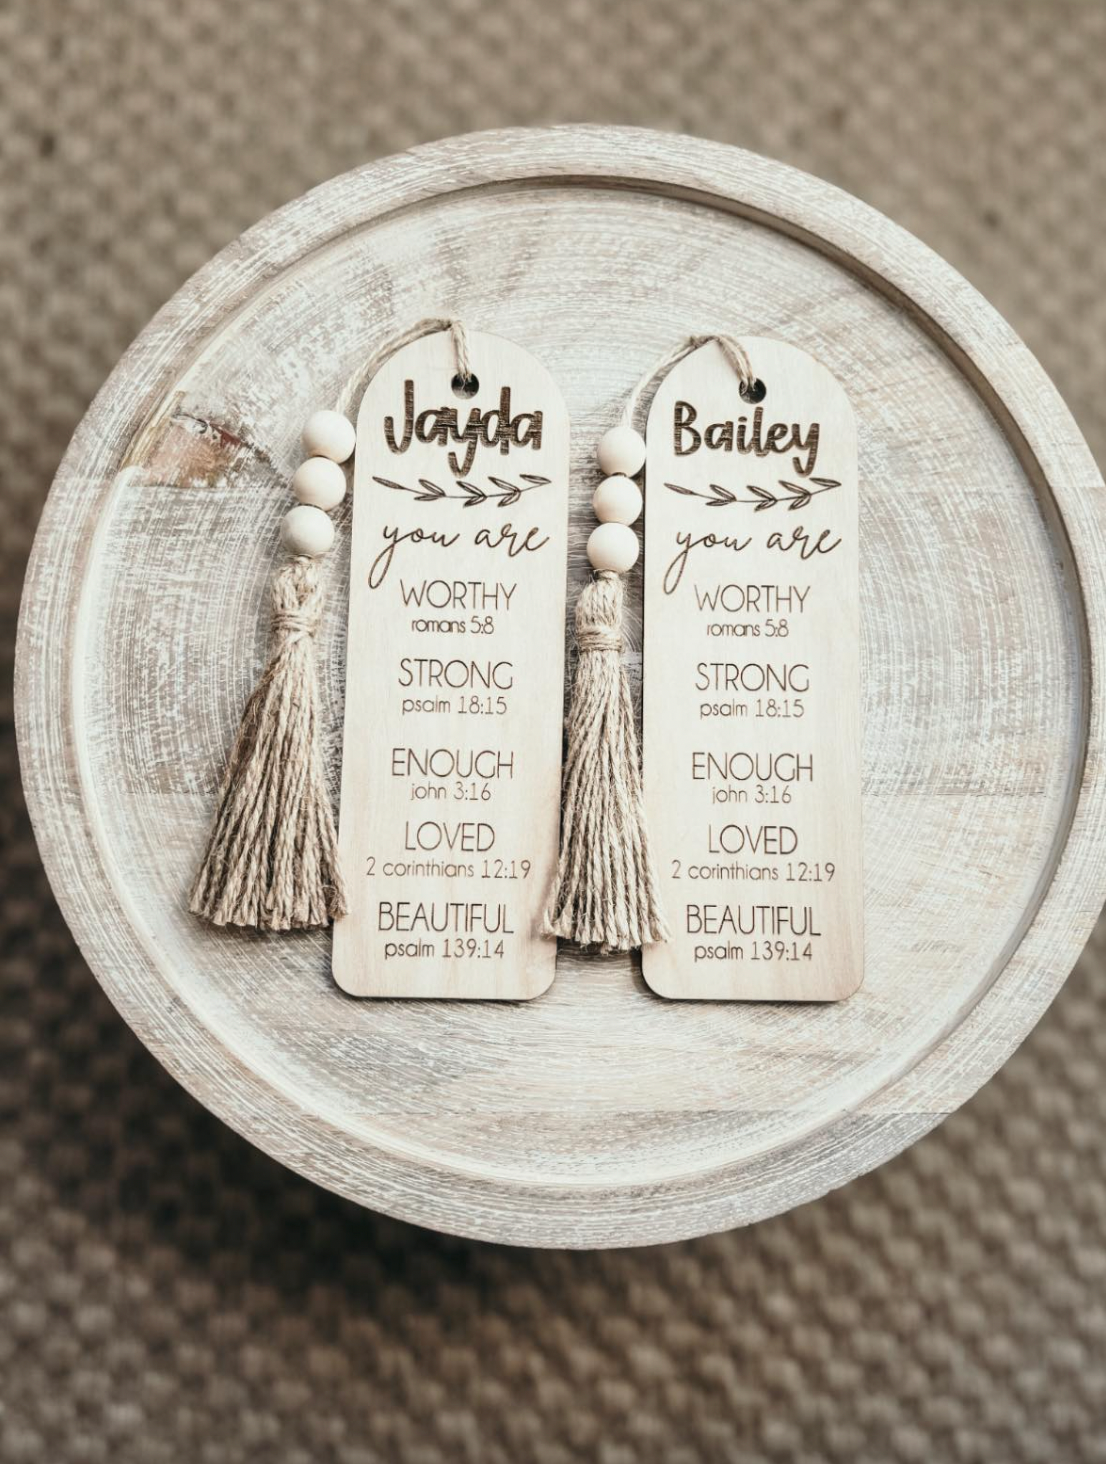 Jayda
you are
WORTHY
romans 5:8
STRONG
psalm 18:15
ENOUGH
john 3:16
LOVED
2 corinthians 12:19
BEAUTIFUL
psalm 139:14
Bailey
you are
WORTHY
romans 5:8
STRONG
psalm 18:15
ENOUGH
john 3:16
LOVED
2 corinthians 12:19
BEAUTIFUL
psalm 139:14